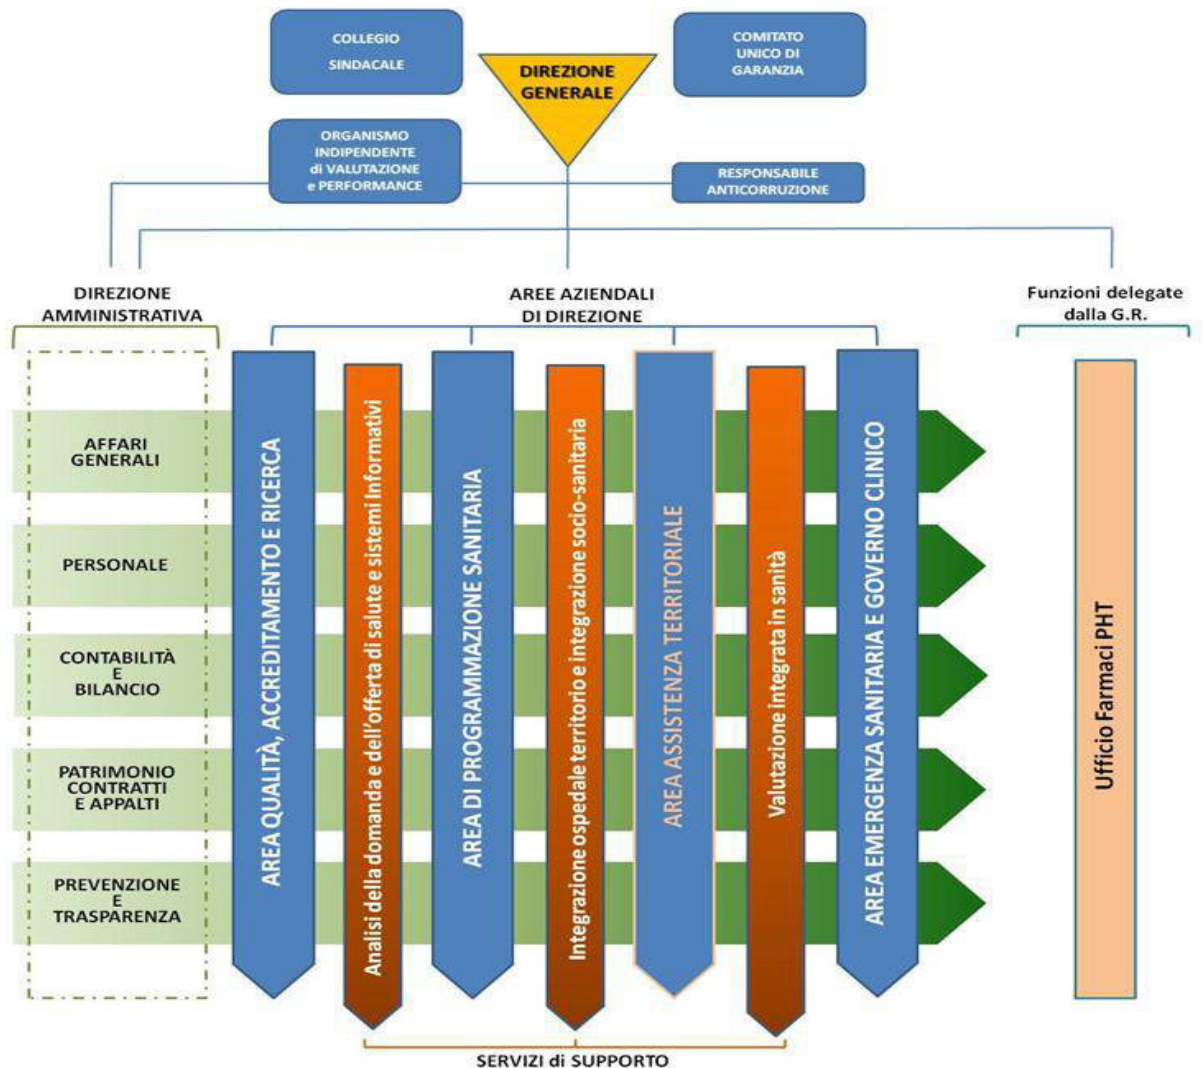 COLLEGIO
SINDACALE
DIREZIONE
GENERALE
COMITATO
UNICO DI
GARANZIA
ORGANISMO
INDIPENDENTE
di VALUTAZIONE
e PERFORMANCE
RESPONSABILE
ANTICORRUZIONE
DIREZIONE
AMMINISTRATIVA
AREE AZIENDALI
DI DIREZIONE
Funzioni delegate
dalla G.R.
AFFARI
GENERALI
PERSONALE
CONTABILITÀ
E
BILANCIO
PATRIMONIO
CONTRATTI
E APPALTI
PREVENZIONE
E
TRASPARENZA
AREA QUALITÀ, ACCREDITAMENTO E RICERCA
Analisi della domanda e dell'offerta di salute e sistemi Informativi
AREA DI PROGRAMMAZIONE SANITARIA
Integrazione ospedale territorio e integrazione socio-sanitaria
AREA ASSISTENZA TERRITORIALE
Valutazione integrata in sanità
AREA EMERGENZA SANITARIA E GOVERNO CLINICO
Ufficio Farmaci PHT
SERVIZI di SUPPORTO